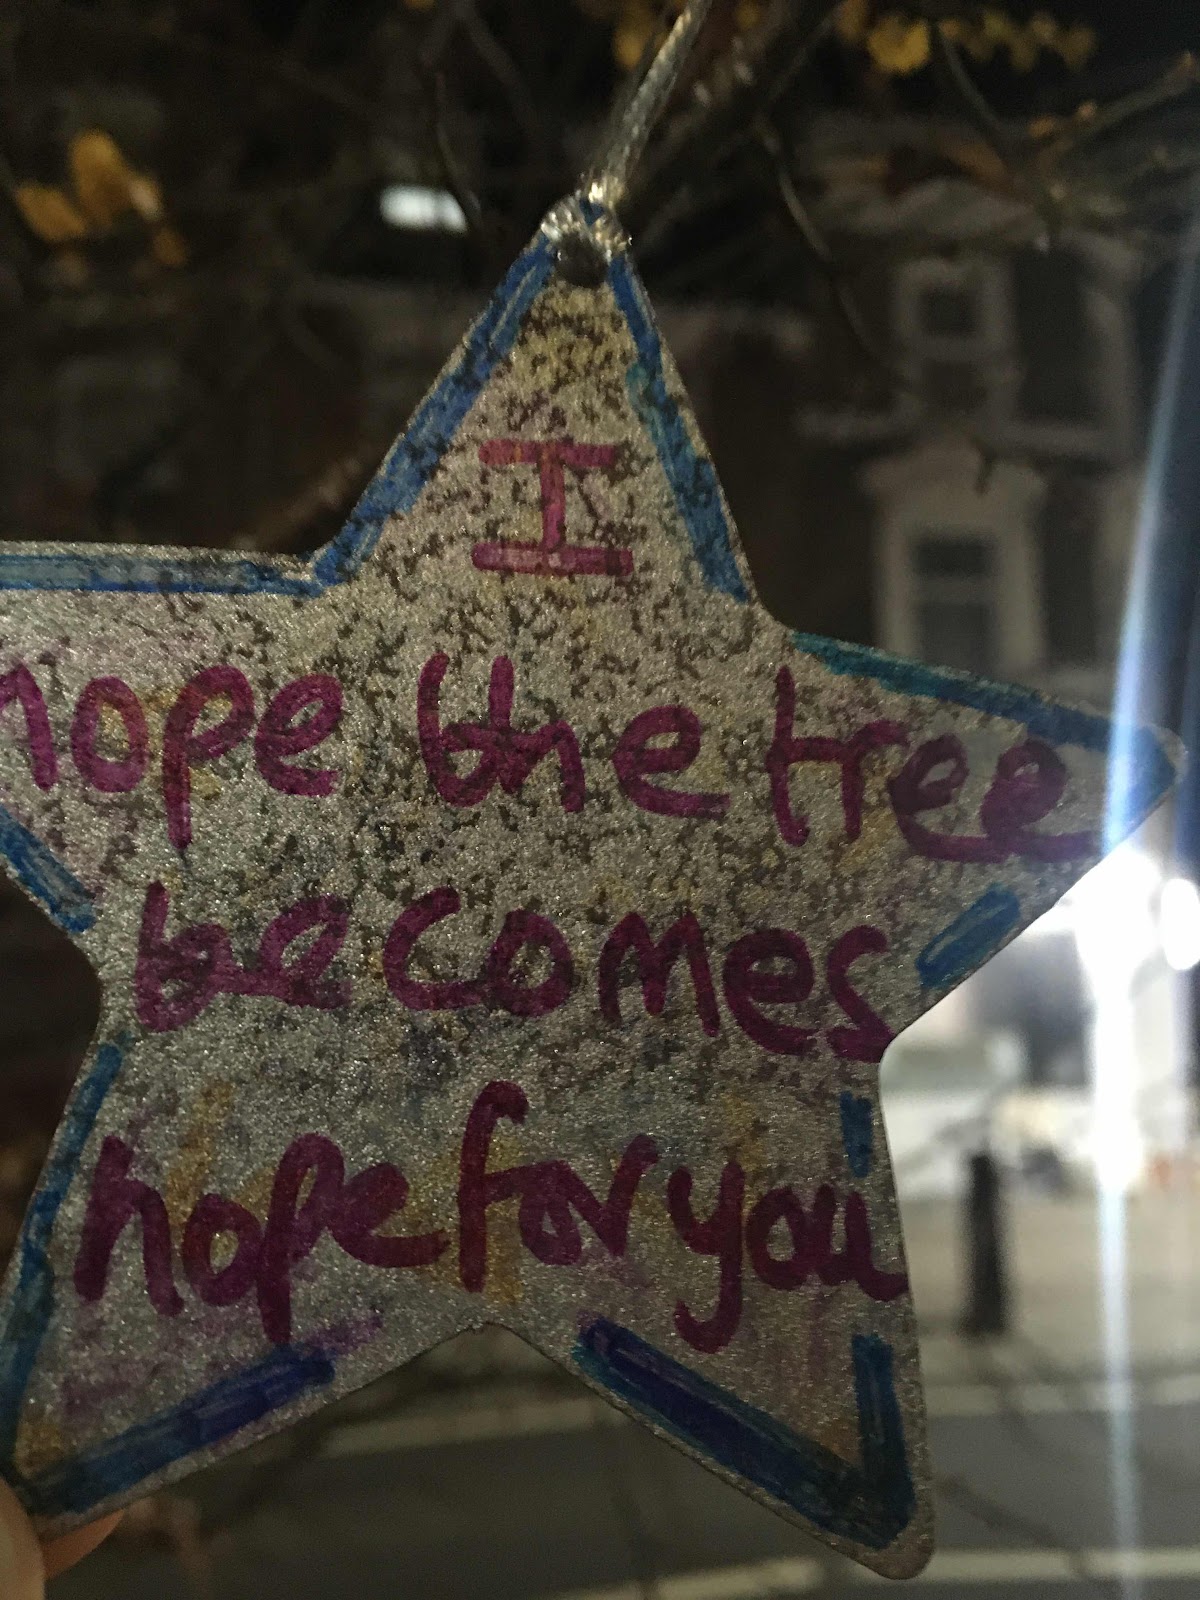 I
hope the tree
becomes
hope for you